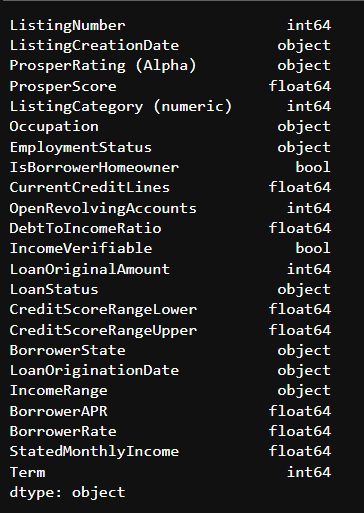 ListingNumber int64
ListingCreationDate object
ProsperRating (Alpha) object
ProsperScore float64
ListingCategory (numeric) int64
Occupation object
EmploymentStatus object
IsBorrowerHomeowner bool
CurrentCreditLines float64
OpenRevolvingAccounts int64
DebtToIncomeRatio float64
IncomeVerifiable bool
LoanOriginalAmount int64
LoanStatus object
CreditScoreRangeLower float64
CreditScoreRangeUpper float64
BorrowerState object
LoanOriginationDate object
IncomeRange object
BorrowerAPR float64
BorrowerRate float64
StatedMonthlyIncome float64
Term int64
dtype: object